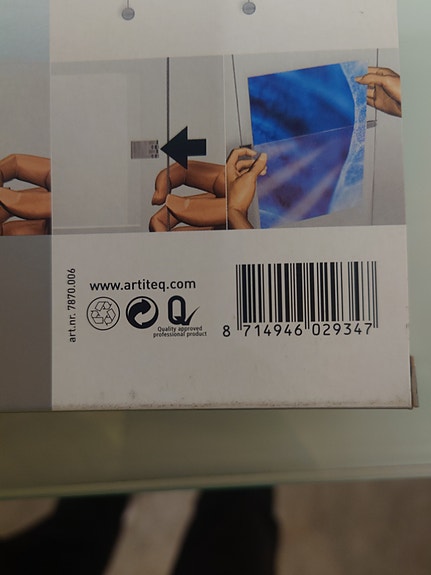 art.nr. 7870.006
www.artiteq.com
Quality approved
professional product
8 714946 029347